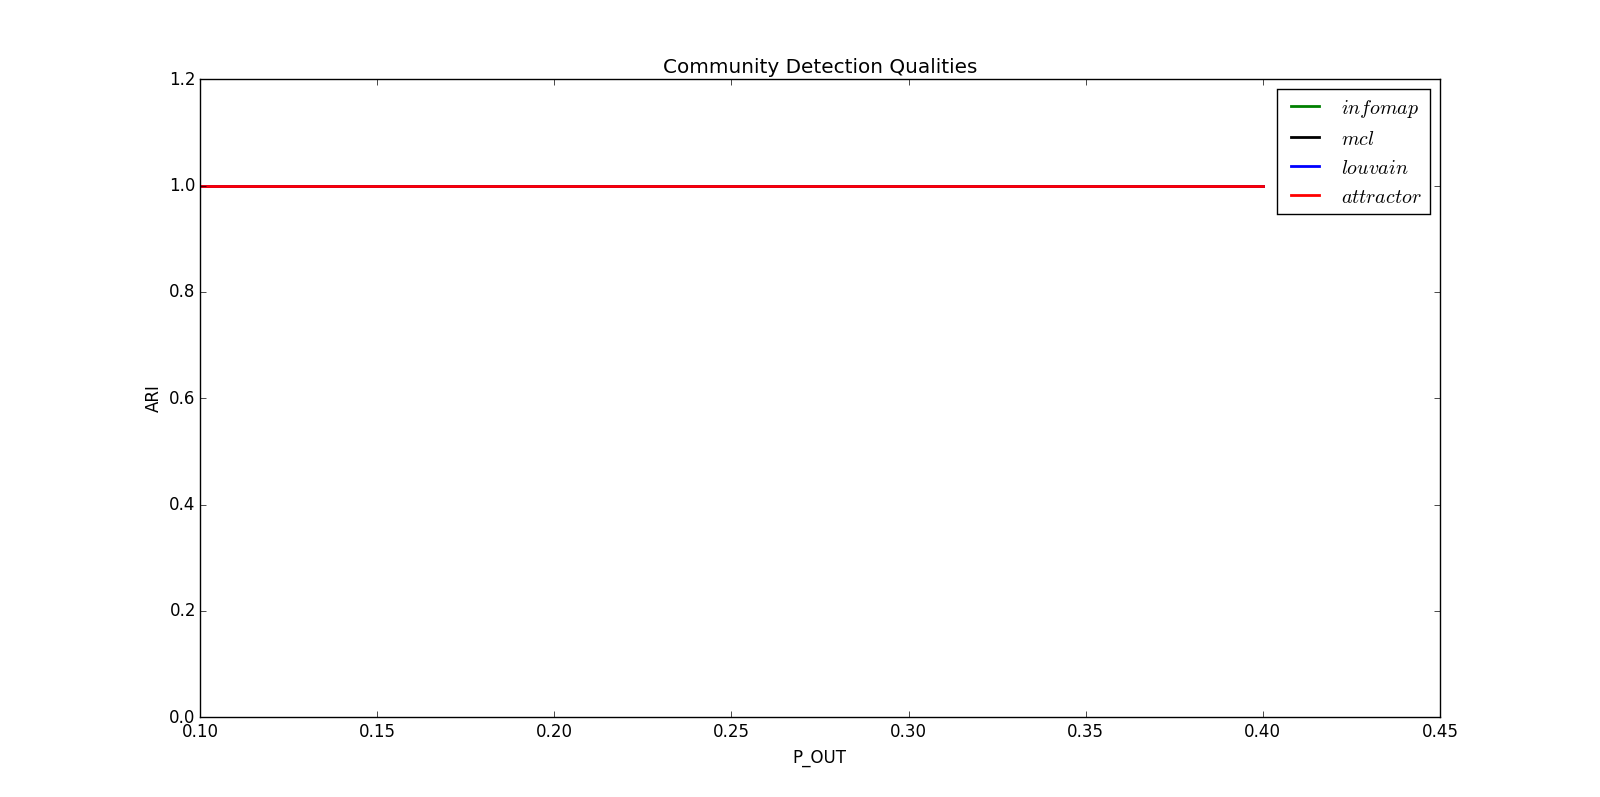 Community Detection Qualities
1.2
1.0
0.8
0.6
0.4
0.2
0.0
ARI
0.10 0.15 0.20 0.25 0.30 0.35 0.40 0.45
P_OUT
infomap
mcl
louvain
attractor